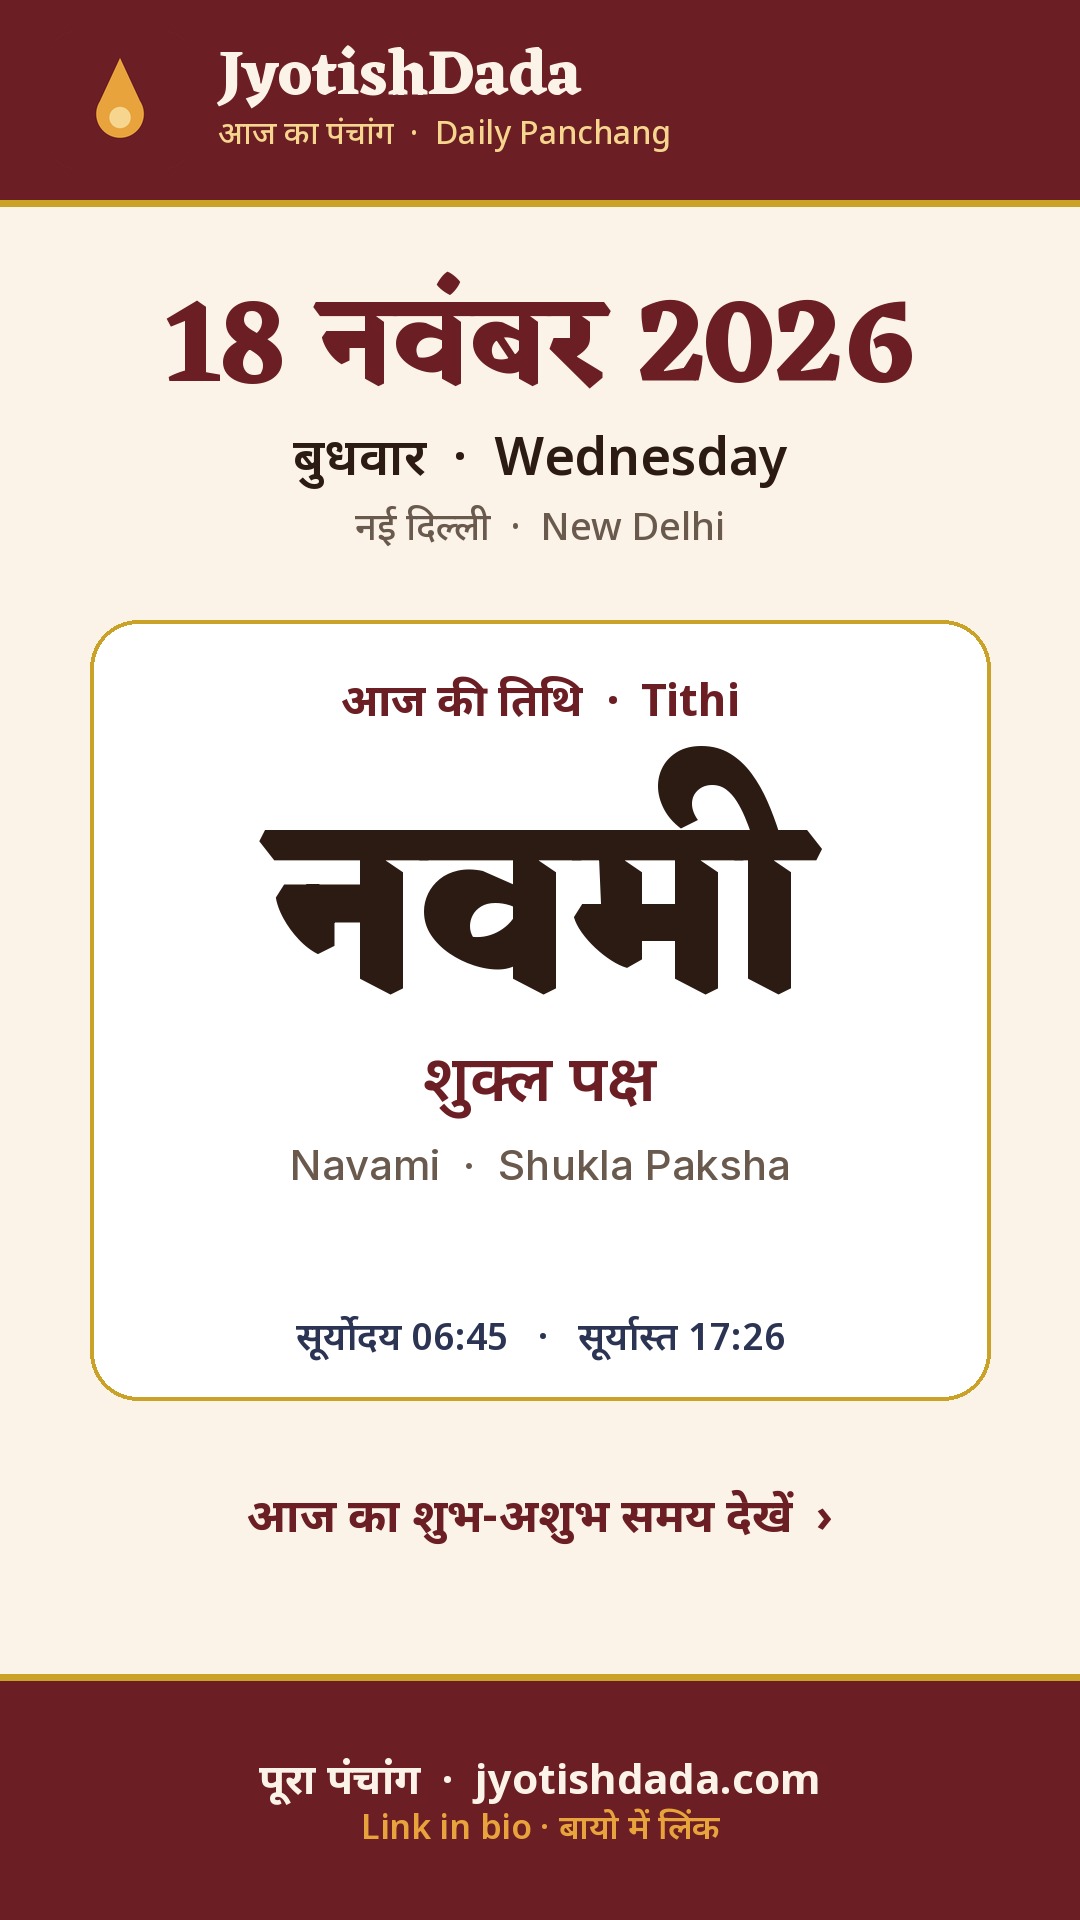 JyotishDada
आज का पंचांग · Daily Panchang
18 नवंबर 2026
बुधवार · Wednesday
नई दिल्ली · New Delhi
आज की तिथि · Tithi
नवमी
शुक्ल पक्ष
Navami · Shukla Paksha
सूर्योदय 06:45 · सूर्यास्त 17:26
आज का शुभ-अशुभ समय देखें ›
पूरा पंचांग · jyotishdada.com
Link in bio · बायो में लिंक